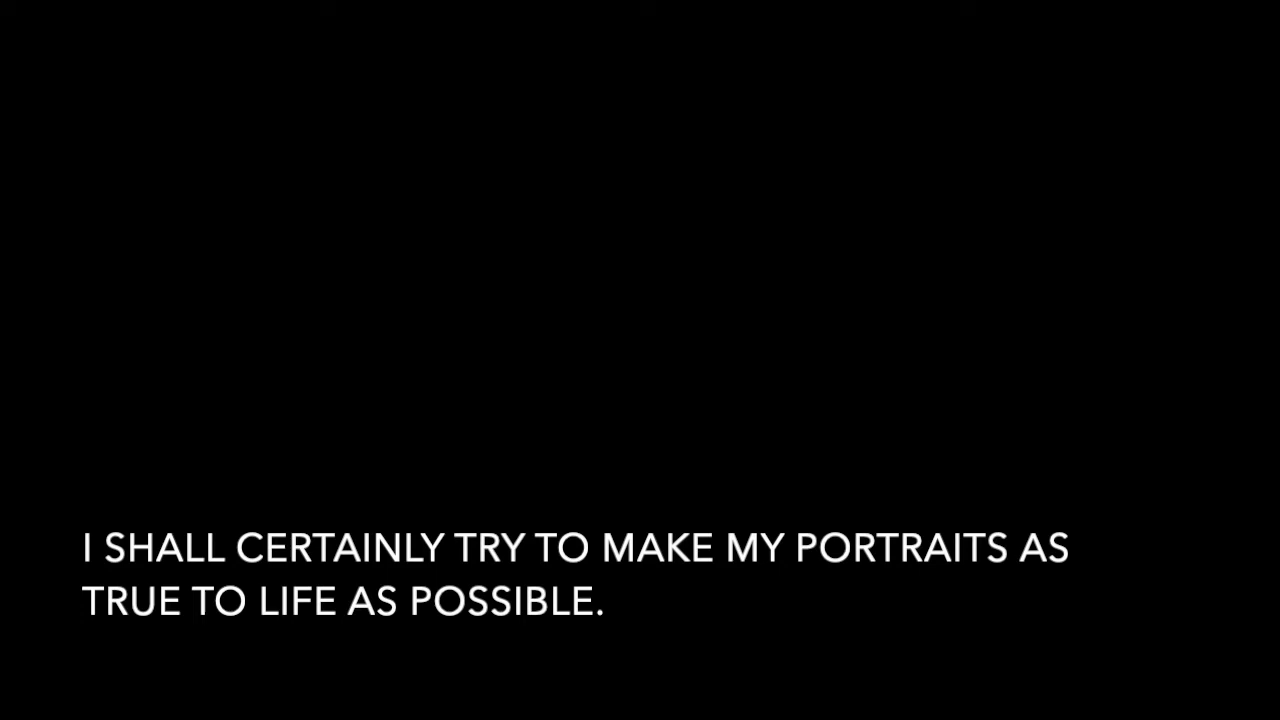 I SHALL CERTAINLY TRY TO MAKE MY PORTRAITS AS
TRUE TO LIFE AS POSSIBLE.